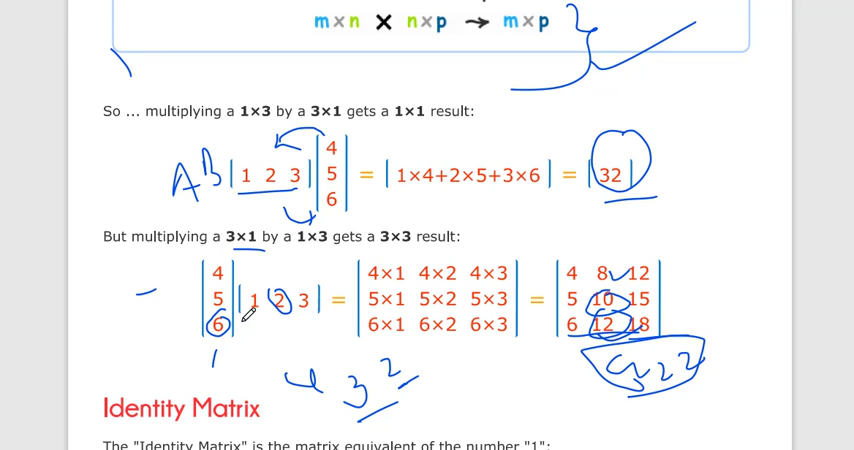 m×n × n×p → m×p
So ... multiplying a 1×3 by a 3×1 gets a 1×1 result:
AB |1 2 3| |4 5 6| = |1×4+2×5+3×6| = |32|
But multiplying a 3×1 by a 1×3 gets a 3×3 result:
|4| |4×1 4×2 4×3| |4 8 12|
|5| |1 2 3| = |5×1 5×2 5×3| = |5 10 15|
|6| |6×1 6×2 6×3| |6 12 18|
3 2
Identity Matrix
The "Identity Matrix" is the matrix equivalent of the number "1":